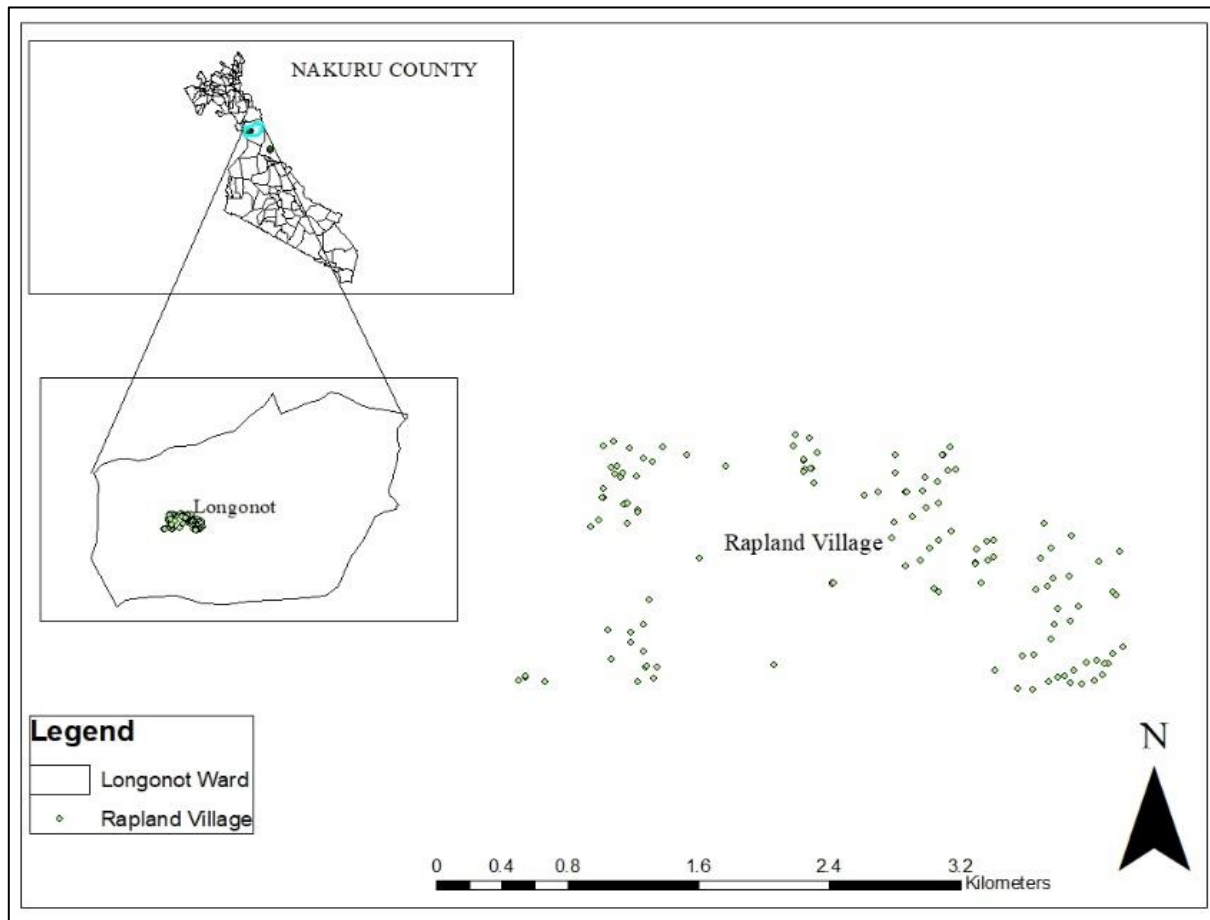 NAKURU COUNTY
Longonot
Rapland Village
Legend
Longonot Ward
Rapland Village
N
0 0.4 0.8 1.6 2.4 3.2
Kilometers